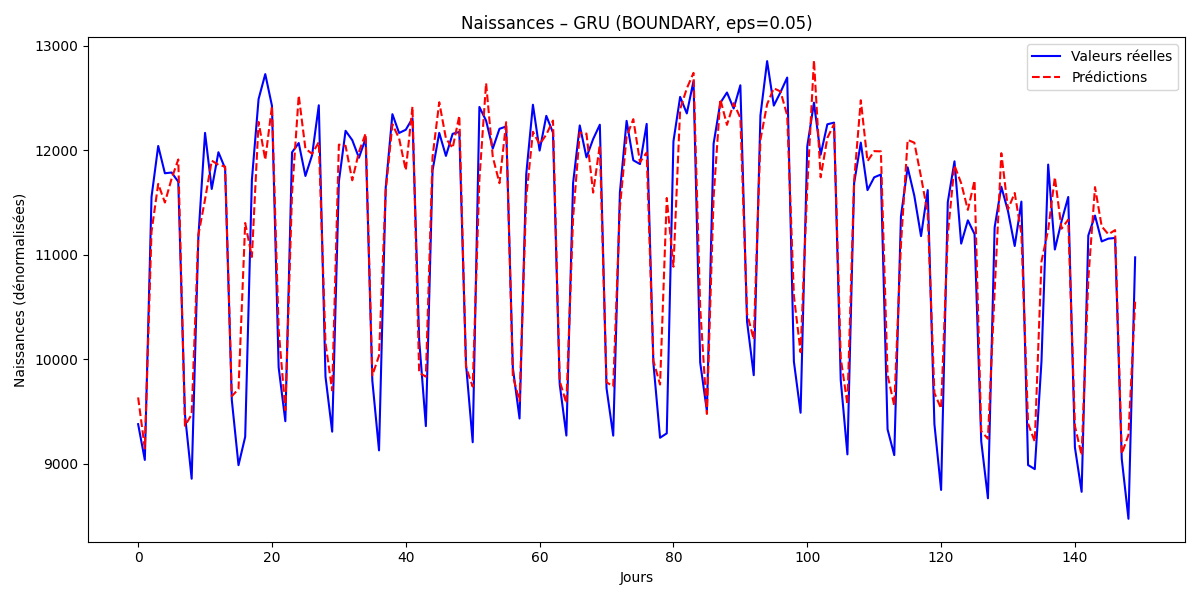 Naissances – GRU (BOUNDARY, eps=0.05)
Valeurs réelles
Prédictions
Naissances (dénormalisées)
13000
12000
11000
10000
9000
0 20 40 60 80 100 120 140
Jours